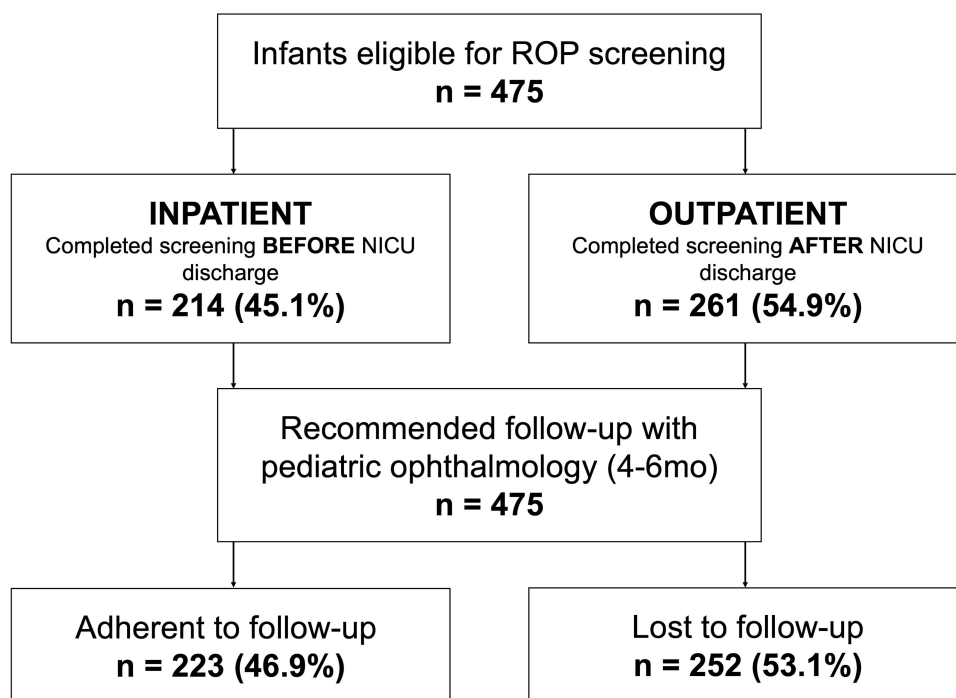 Infants eligible for ROP screening
n = 475
INPATIENT
Completed screening BEFORE NICU
discharge
n = 214 (45.1%)
OUTPATIENT
Completed screening AFTER NICU
discharge
n = 261 (54.9%)
Recommended follow-up with
pediatric ophthalmology (4-6mo)
n = 475
Adherent to follow-up
n = 223 (46.9%)
Lost to follow-up
n = 252 (53.1%)